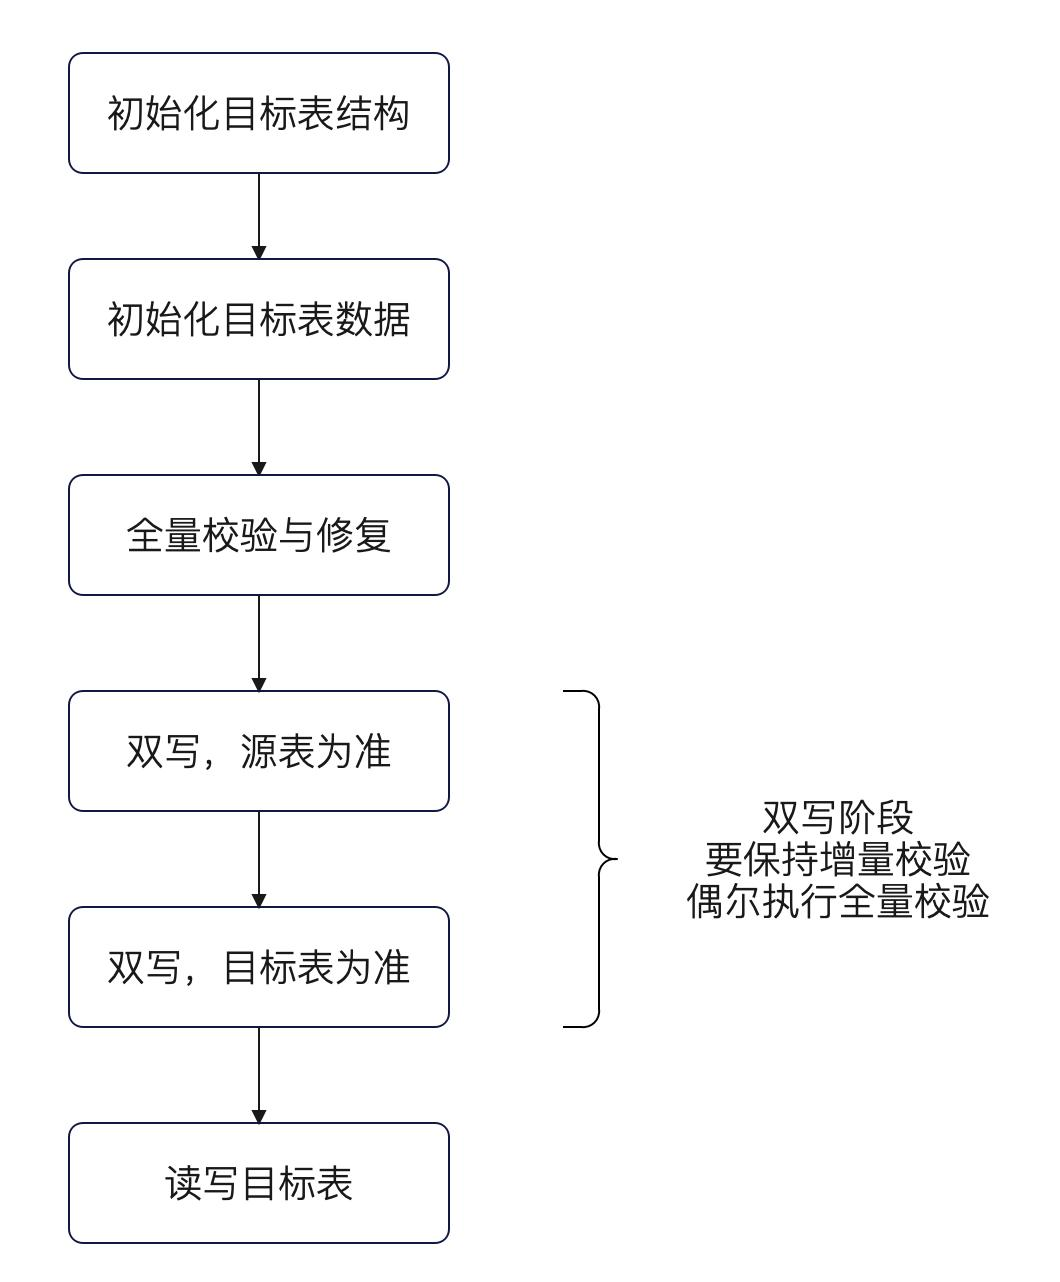 初始化目标表结构
初始化目标表数据
全量校验与修复
双写，源表为准
双写，目标表为准
读写目标表
双写阶段
要保持增量校验
偶尔执行全量校验